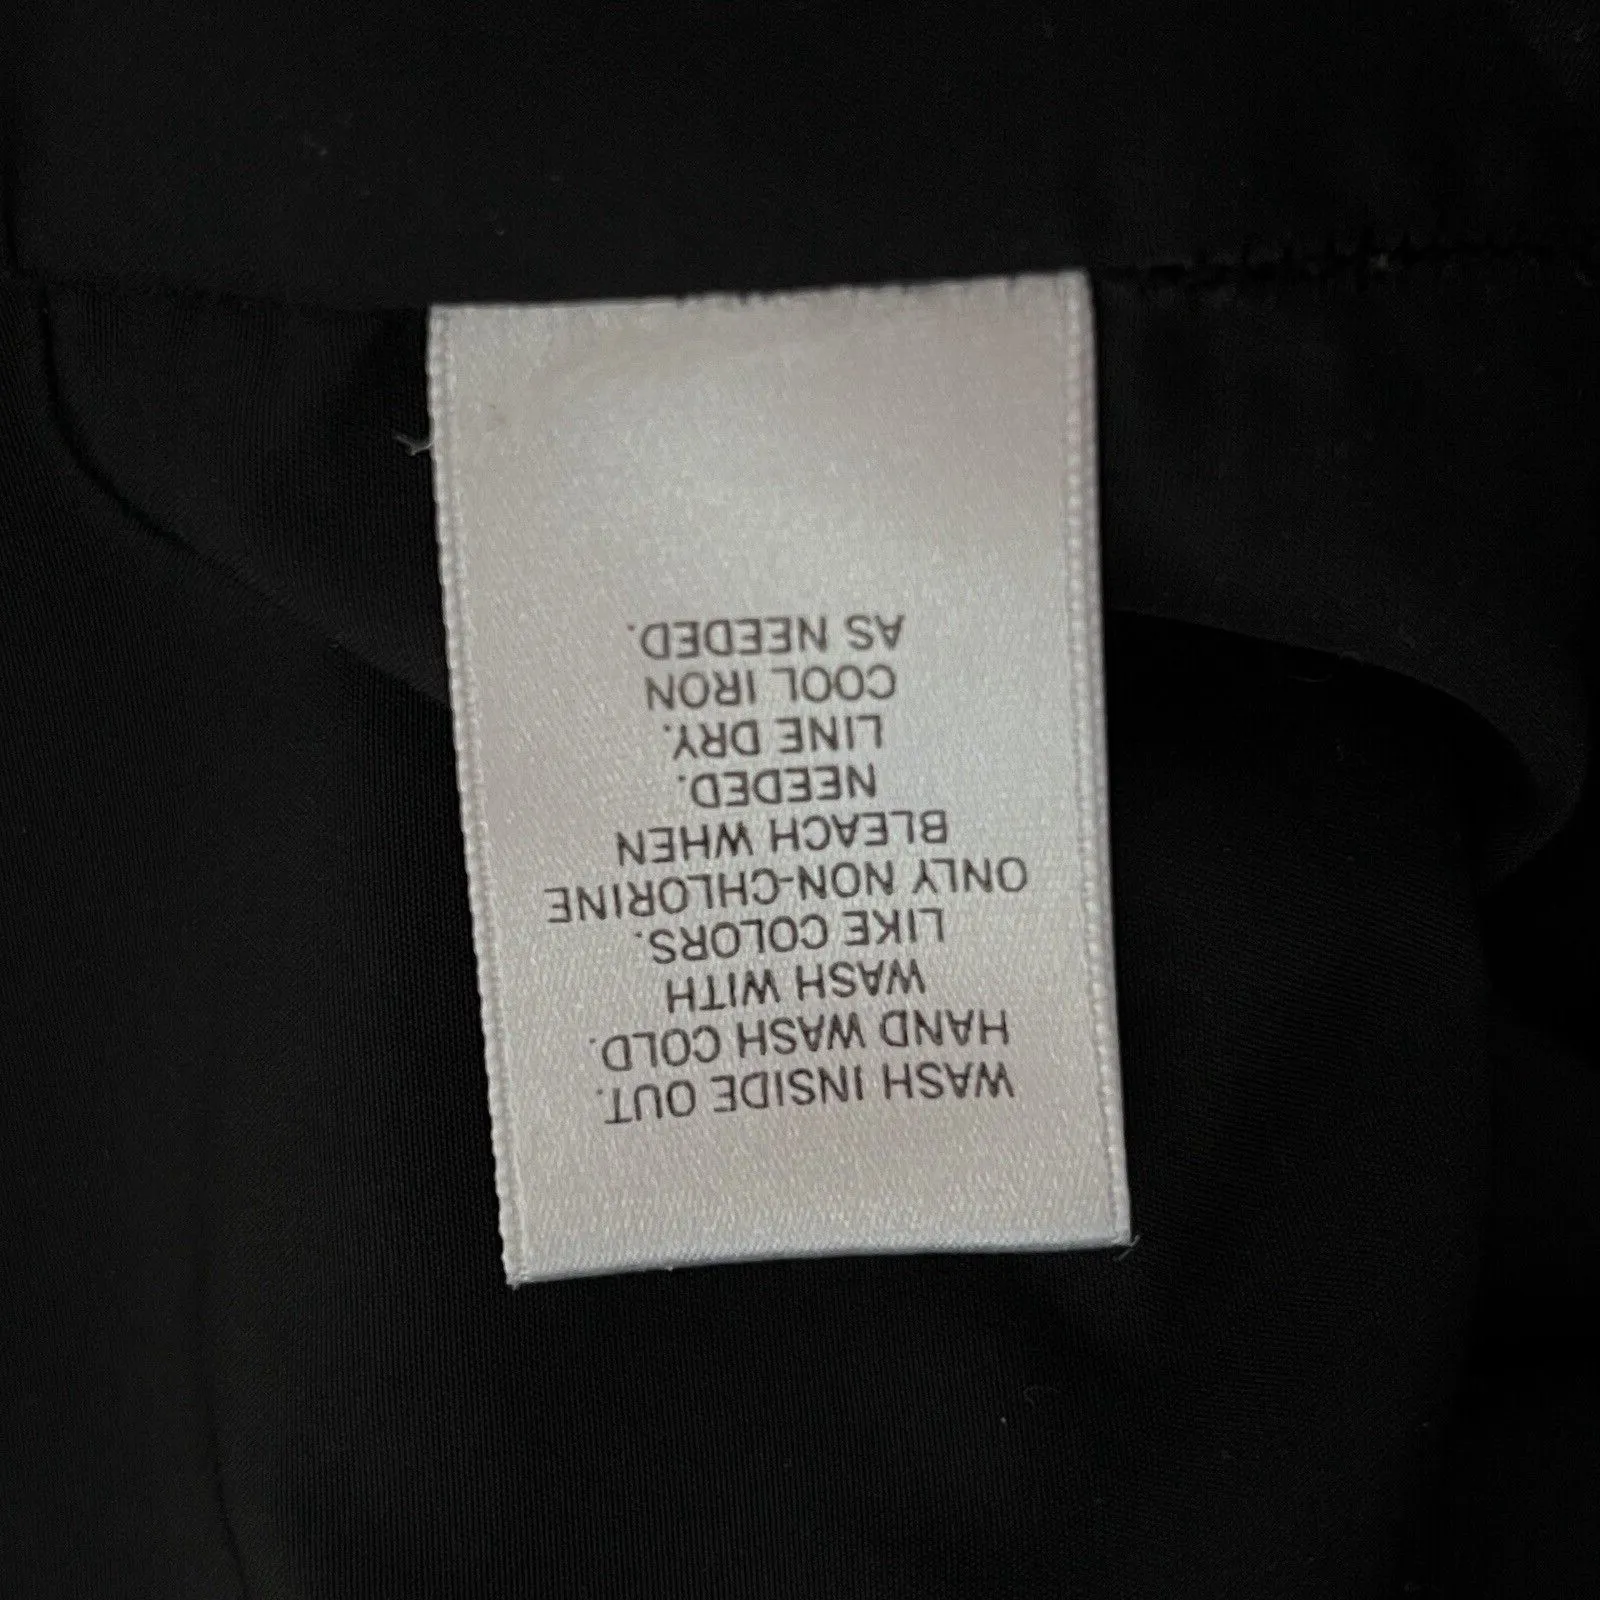 WASH INSIDE OUT.
HAND WASH COLD.
WASH WITH
LIKE COLORS.
ONLY NON-CHLORINE
BLEACH WHEN
NEEDED.
LINE DRY.
COOL IRON
AS NEEDED.